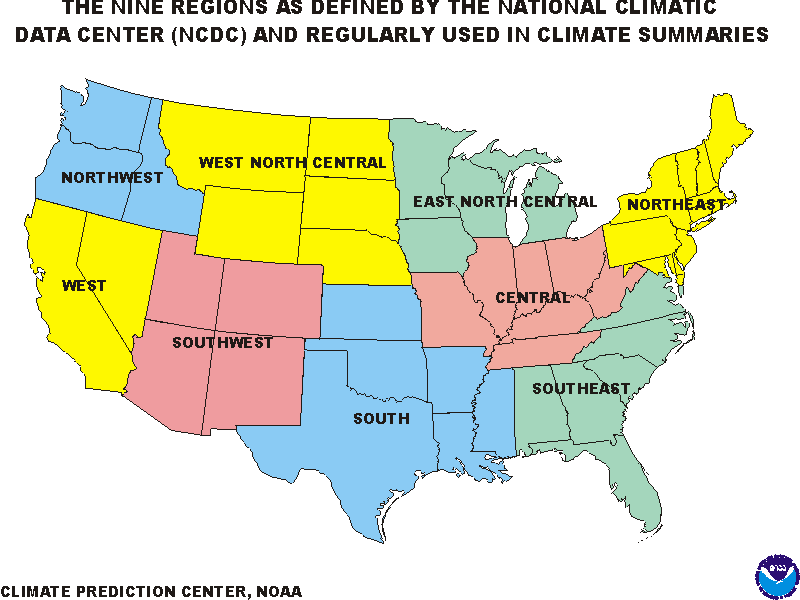 THE NINE REGIONS AS DEFINED BY THE NATIONAL CLIMATIC
DATA CENTER (NCDC) AND REGULARLY USED IN CLIMATE SUMMARIES
WEST NORTH CENTRAL
NORTHWEST
EAST NORTH CENTRAL
NORTHEAST
WEST
CENTRAL
SOUTHWEST
SOUTHEAST
SOUTH
CLIMATE PREDICTION CENTER, NOAA